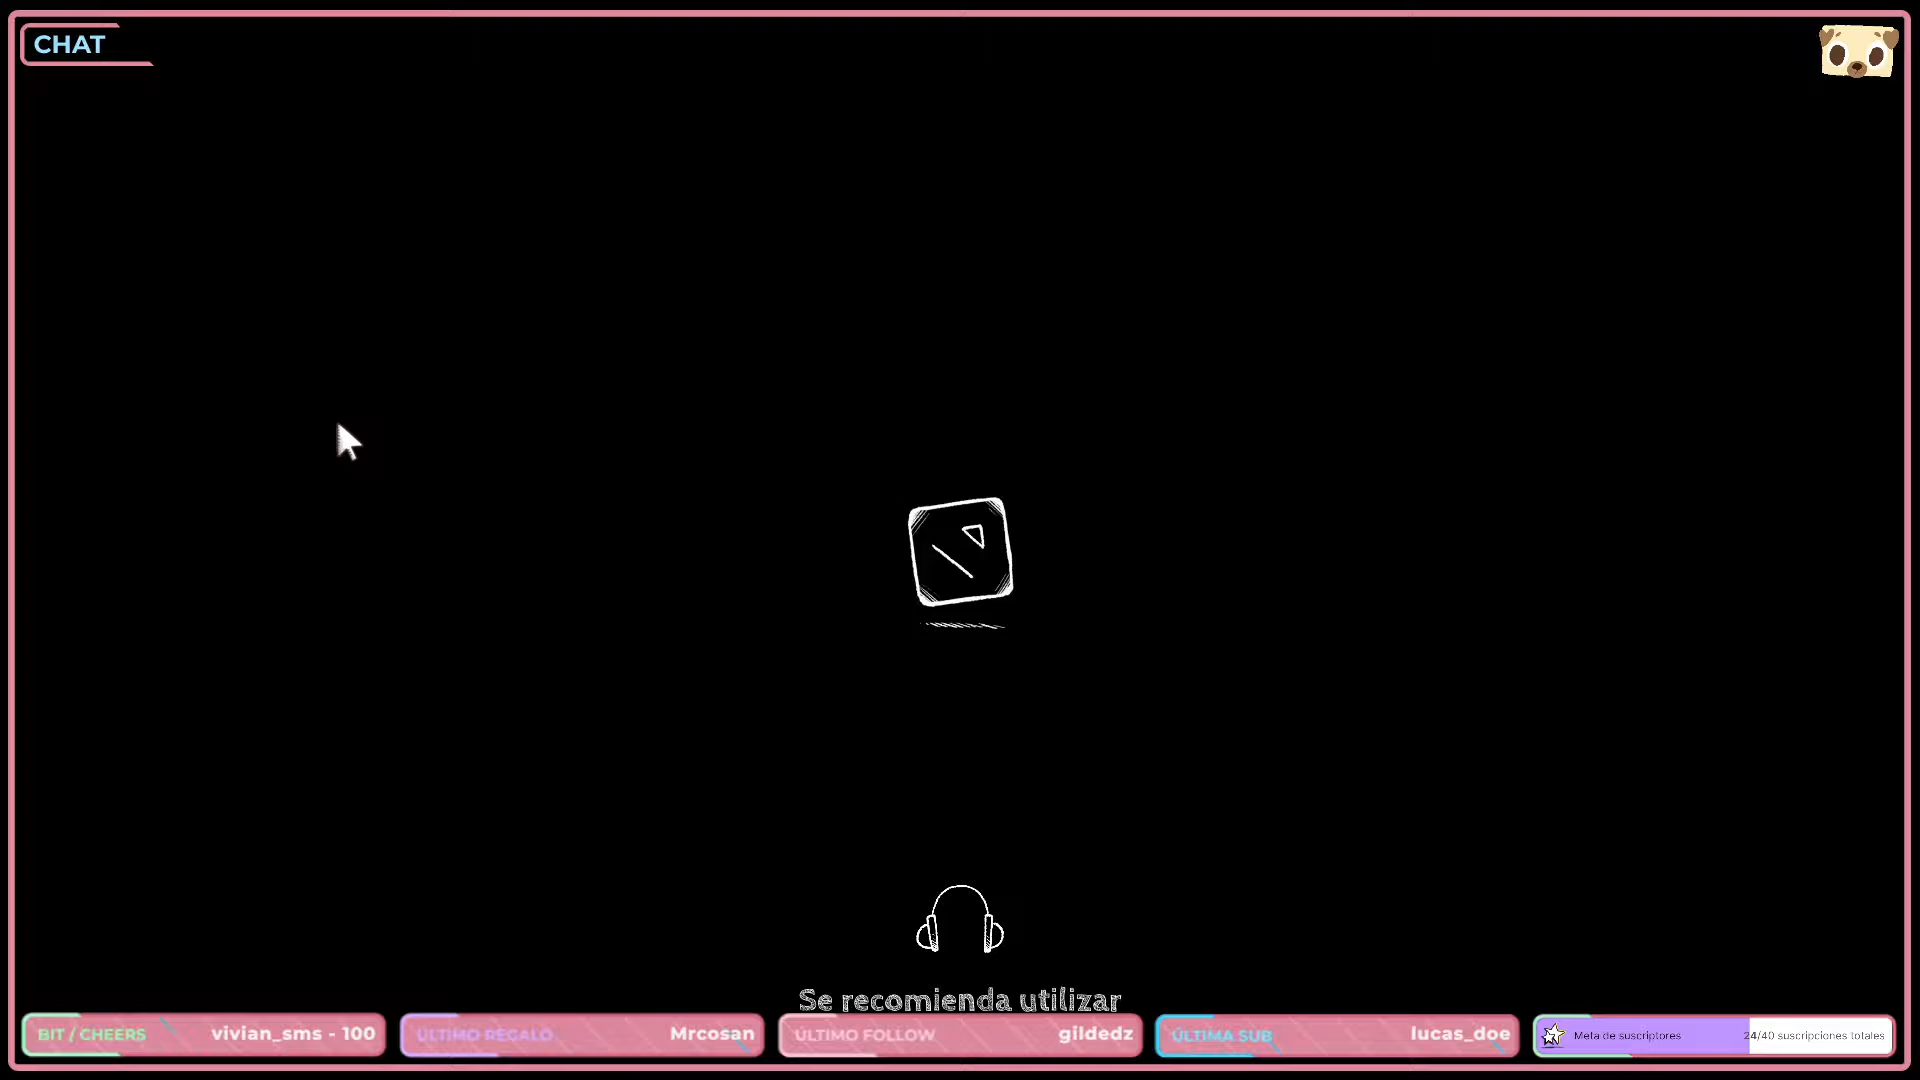 CHAT
Se recomienda utilizar
BIT / CHEERS vivian_sms - 100
ÚLTIMO REGALO Mrcosan
ÚLTIMO FOLLOW gildedz
ÚLTIMA SUB lucas_doe
Meta de suscriptores 24/40 suscripciones totales